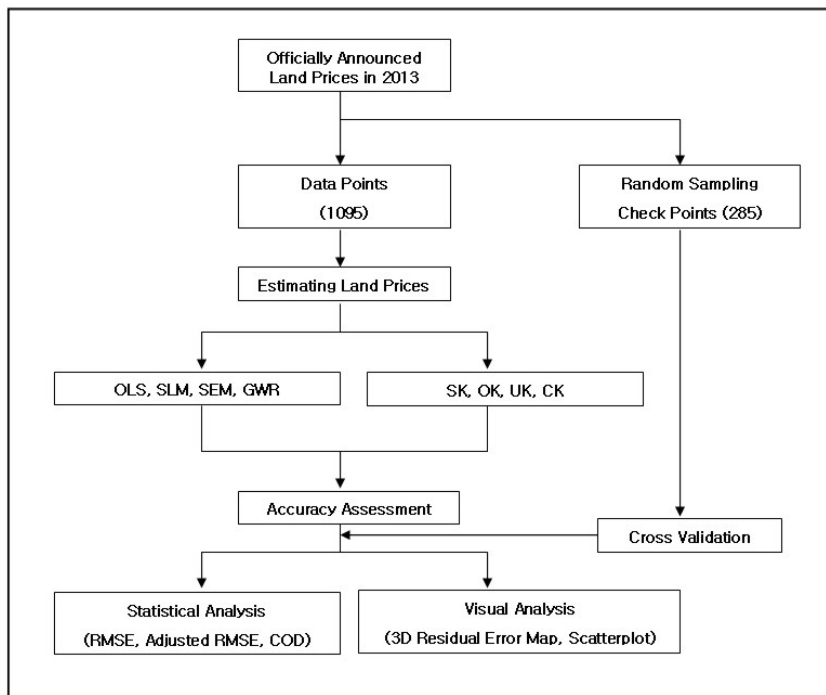 Officially Announced
Land Prices in 2013
Data Points
(1095)
Random Sampling
Check Points (285)
Estimating Land Prices
OLS, SLM, SEM, GWR
SK, OK, UK, CK
Accuracy Assessment
Cross Validation
Statistical Analysis
(RMSE, Adjusted RMSE, COD)
Visual Analysis
(3D Residual Error Map, Scatterplot)